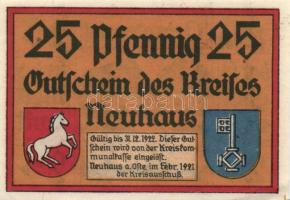 25 Pfennig 25
Gutschein des Kreises
Neuhaus
Gültig bis 31.12.1922. Dieser Gut-
schein wird von der Kreiskom-
munalkasse eingelöst.
Neuhaus a. Oste, im Febr. 1921
der Kreisausschuß.